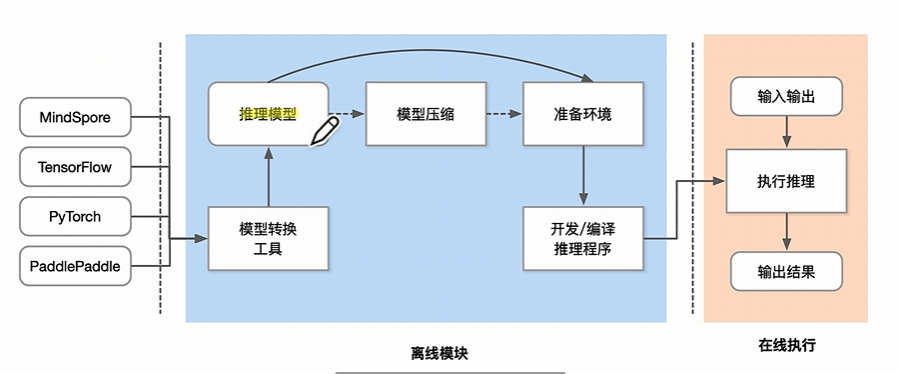 MindSpore
TensorFlow
PyTorch
PaddlePaddle
推理模型
模型压缩
准备环境
模型转换
工具
开发/编译
推理程序
离线模块
输入输出
执行推理
输出结果
在线执行